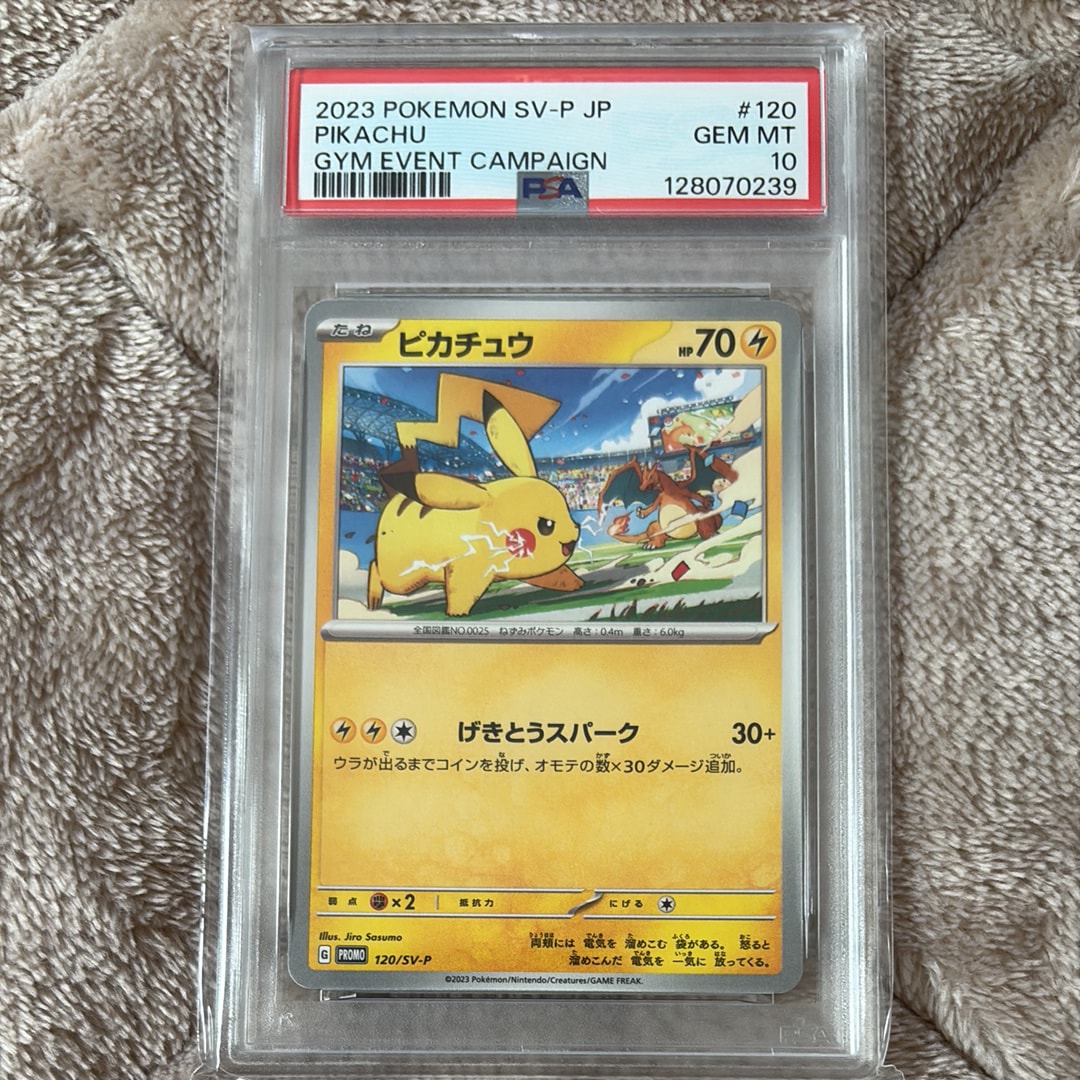 2023 POKEMON SV-P JP #120
PIKACHU GEM MT
GYM EVENT CAMPAIGN 10
PSA 128070239
たね ピカチュウ HP 70
全国図鑑NO.0025 ねずみポケモン 高さ:0.4m 重さ:6.0kg
げきとうスパーク 30+
ウラが出るまでコインを投げ、オモテの数×30ダメージ追加。
弱点 ×2 抵抗力 にげる
Illus. Jiro Sasumo
両頬には 電気を 溜めこむ 袋がある。 怒ると
溜めこんだ 電気を 一気に 放ってくる。
G PROMO 120/SV-P
©2023 Pokémon/Nintendo/Creatures/GAME FREAK.